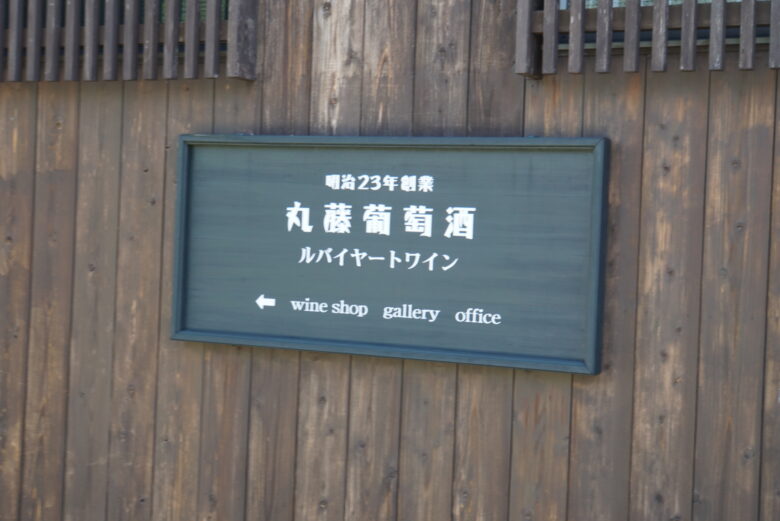 明治23年創業
丸藤葡萄酒
ルバイヤートワイン
← wine shop gallery office